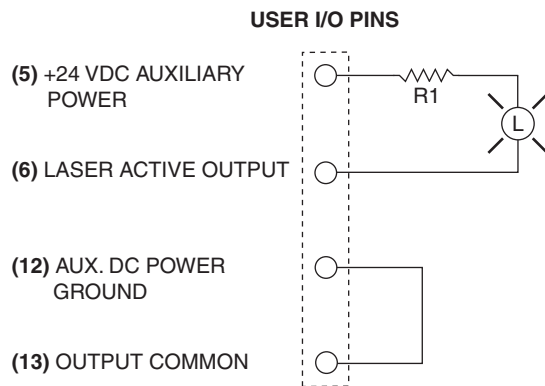 USER I/O PINS
(5) +24 VDC AUXILIARY
POWER
R1
L
(6) LASER ACTIVE OUTPUT
(12) AUX. DC POWER
GROUND
(13) OUTPUT COMMON